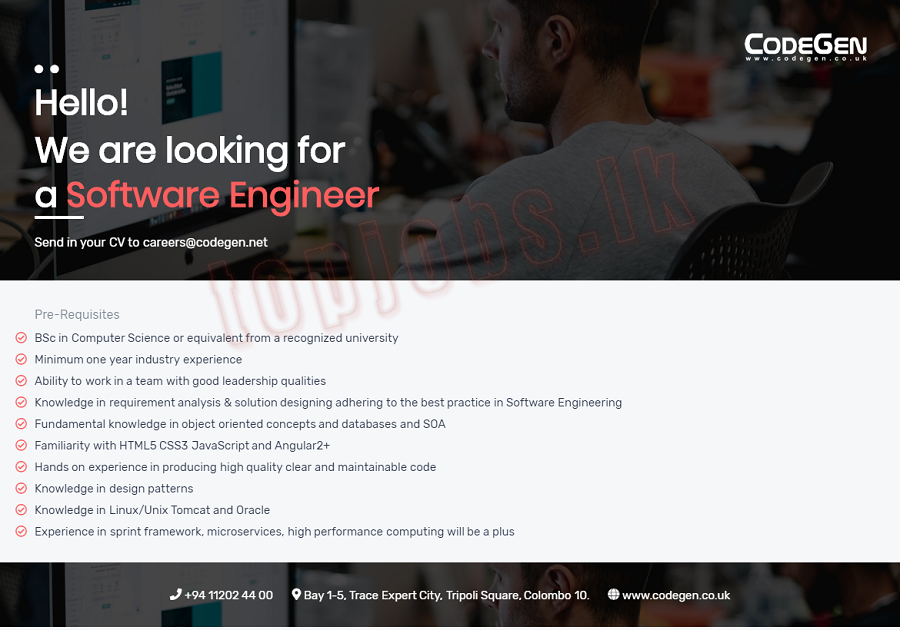 CODEGEN
www.codegen.co.uk
Hello!
We are looking for
a Software Engineer
Send in your CV to careers@codegen.net
topjobs.lk
Pre-Requisites
BSc in Computer Science or equivalent from a recognized university
Minimum one year industry experience
Ability to work in a team with good leadership qualities
Knowledge in requirement analysis & solution designing adhering to the best practice in Software Engineering
Fundamental knowledge in object oriented concepts and databases and SOA
Familiarity with HTML5 CSS3 JavaScript and Angular2+
Hands on experience in producing high quality clear and maintainable code
Knowledge in design patterns
Knowledge in Linux/Unix Tomcat and Oracle
Experience in sprint framework, microservices, high performance computing will be a plus
+94 11202 44 00 Bay 1-5, Trace Expert City, Tripoli Square, Colombo 10. www.codegen.co.uk